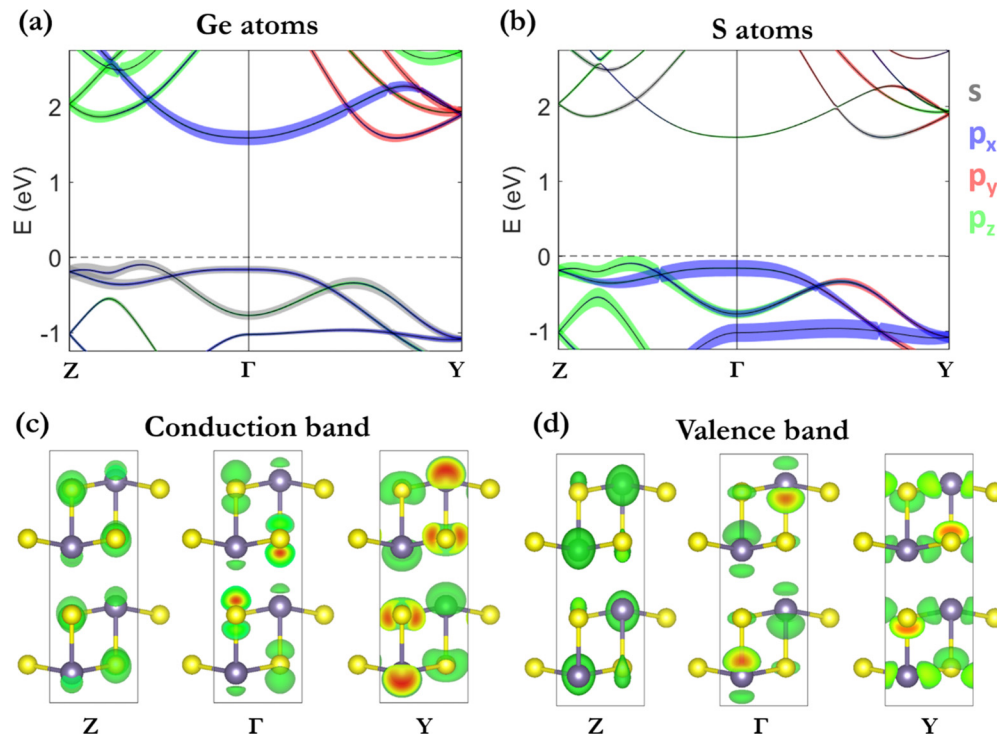 (a)
Ge atoms
(b)
S atoms
E (eV)
2
1
0
-1
Z
Γ
Y
E (eV)
2
1
0
-1
Z
Γ
Y
s
px
py
pz
(c)
Conduction band
(d)
Valence band
Z
Γ
Y
Z
Γ
Y